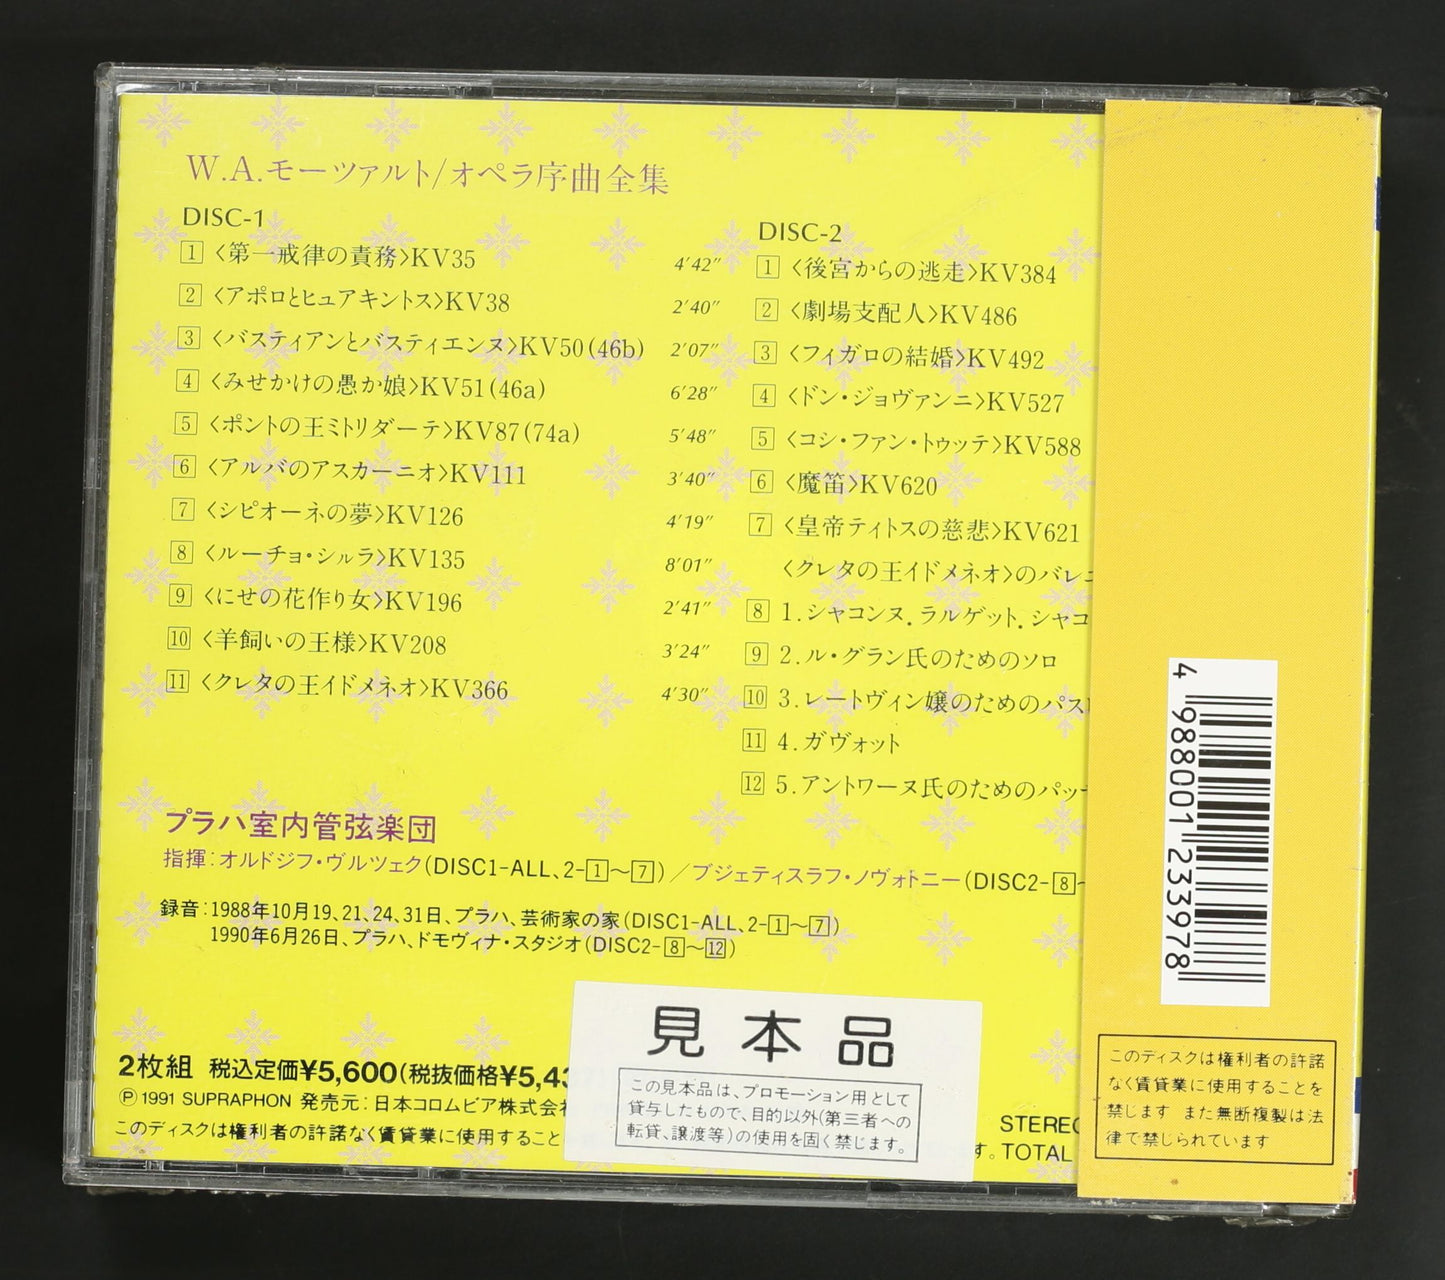 W.A.モーツァルト/オペラ序曲全集
DISC-1
1 〈第一戒律の責務〉KV35 4′42″
2 〈アポロとヒュアキントス〉KV38 2′40″
3 〈バスティアンとバスティエンヌ〉KV50(46b) 2′07″
4 〈みせかけの愚か娘〉KV51(46a) 6′28″
5 〈ポントの王ミトリダーテ〉KV87(74a) 5′48″
6 〈アルバのアスカーニオ〉KV111 3′40″
7 〈シピオーネの夢〉KV126 4′19″
8 〈ルーチョ・シルラ〉KV135 8′01″
9 〈にせの花作り女〉KV196 2′41″
10 〈羊飼いの王様〉KV208 3′24″
11 〈クレタの王イドメネオ〉KV366 4′30″
DISC-2
1 〈後宮からの逃走〉KV384
2 〈劇場支配人〉KV486
3 〈フィガロの結婚〉KV492
4 〈ドン・ジョヴァンニ〉KV527
5 〈コシ・ファン・トゥッテ〉KV588
6 〈魔笛〉KV620
7 〈皇帝ティトスの慈悲〉KV621
〈クレタの王イドメネオ〉のバレ
8 1.シャコンヌ．ラルゲット．シャコ
9 2.ル・グラン氏のためのソロ
10 3.レートヴィン嬢のためのパス
11 4.ガヴォット
12 5.アントワーヌ氏のためのパッ
プラハ室内管弦楽団
指揮：オルドジフ・ヴルツェク(DISC1-ALL、2-1～7)／ブジェティスラフ・ノヴォトニー(DISC2-8
録音：1988年10月19、21、24、31日、プラハ、芸術家の家(DISC1-ALL、2-1～7)
1990年6月26日、プラハ、ドモヴィナ・スタジオ(DISC2-8～12)
2枚組 税込定価¥5,600(税抜価格¥5,43
Ⓟ 1991 SUPRAPHON 発売元：日本コロムビア株式会社
このディスクは権利者の許諾なく賃貸業に使用すること
STEREO
す。TOTAL
見本品
この見本品は、プロモーション用として
貸与したもので、目的以外(第三者への
転貸、譲渡等)の使用を固く禁じます。
4 988001 233978
このディスクは権利者の許諾
なく賃貸業に使用することを
禁じます また無断複製は法
律で禁じられています